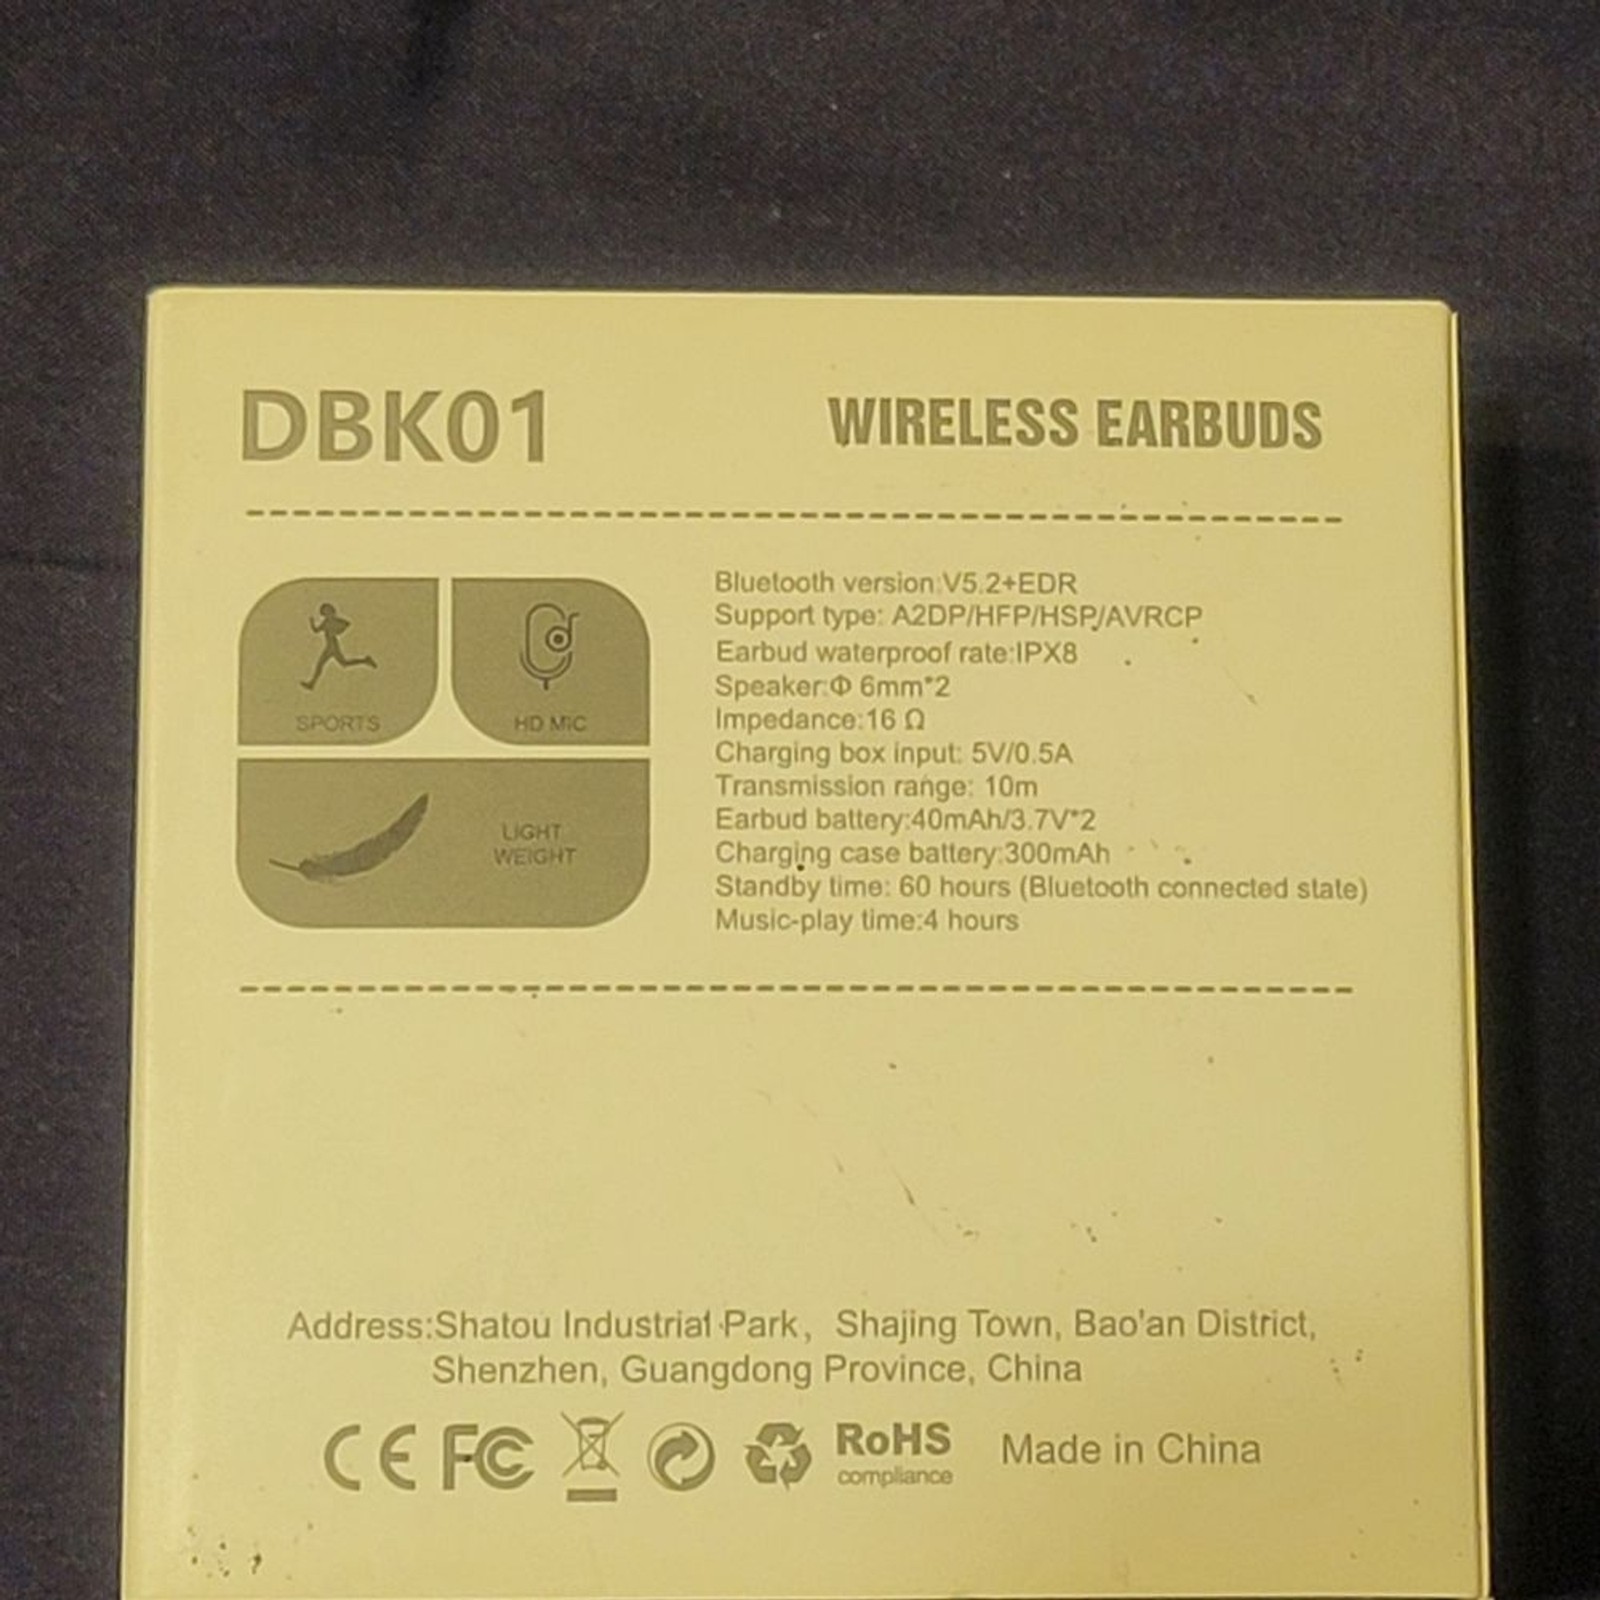 DBK01
WIRELESS EARBUDS
SPORTS
HD MIC
LIGHT
WEIGHT
Bluetooth version:V5.2+EDR
Support type: A2DP/HFP/HSP/AVRCP
Earbud waterproof rate:IPX8
Speaker:Φ 6mm*2
Impedance:16 Ω
Charging box input: 5V/0.5A
Transmission range: 10m
Earbud battery:40mAh/3.7V*2
Charging case battery:300mAh
Standby time: 60 hours (Bluetooth connected state)
Music-play time:4 hours
Address:Shatou Industrial Park, Shajing Town, Bao'an District,
Shenzhen, Guangdong Province, China
CE FC RoHS Made in China
compliance